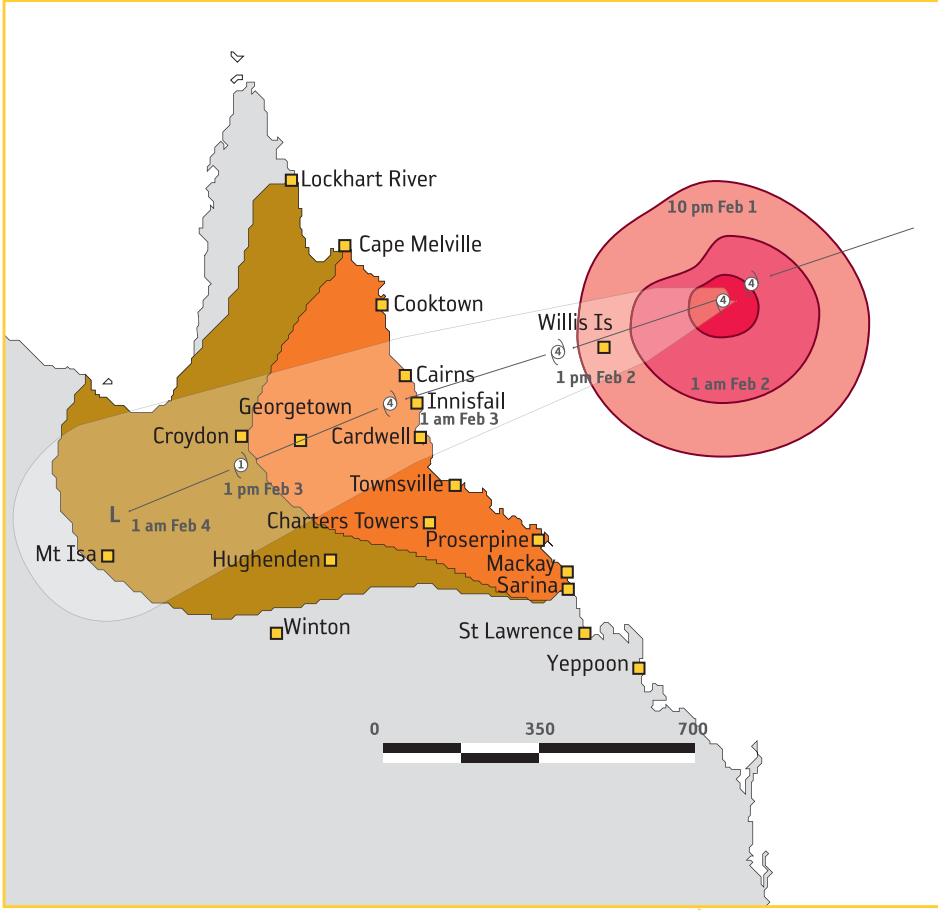 Lockhart River
10 pm Feb 1
Cape Melville
4
4
Cooktown
Willis Is
4
1 pm Feb 2
1 am Feb 2
Cairns
Georgetown
4
Innisfail
1 am Feb 3
Croydon
Cardwell
1
1 pm Feb 3
Townsville
L
1 am Feb 4
Charters Towers
Proserpine
Mt Isa
Hughenden
Mackay
Sarina
Winton
St Lawrence
Yeppoon
0 350 700